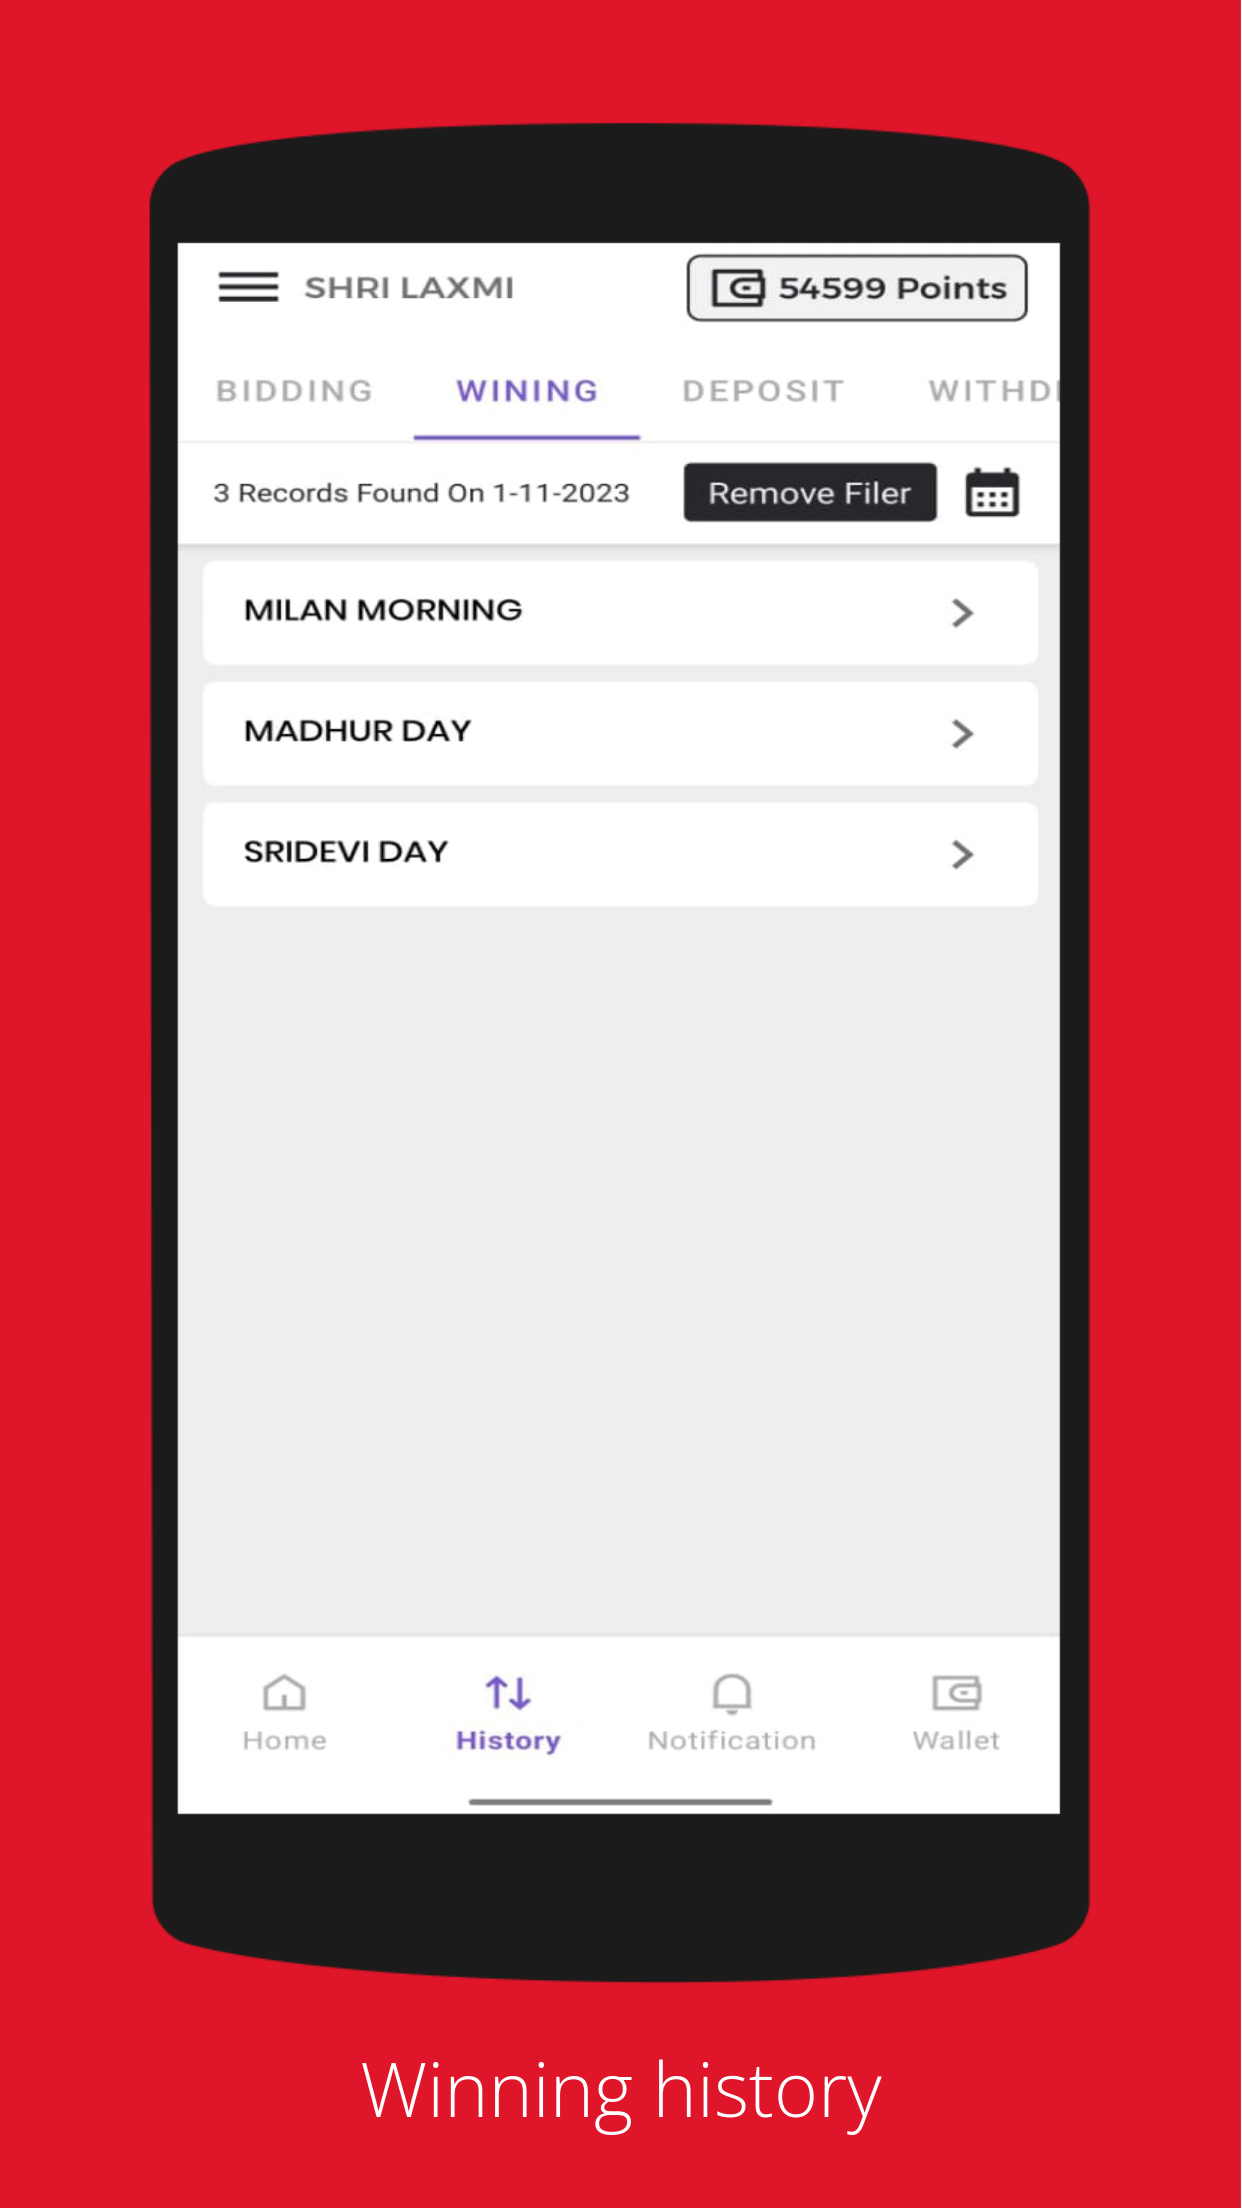 SHRI LAXMI
54599 Points
BIDDING WINING DEPOSIT WITHD
3 Records Found On 1-11-2023
Remove Filer
MILAN MORNING
MADHUR DAY
SRIDEVI DAY
Home History Notification Wallet
Winning history